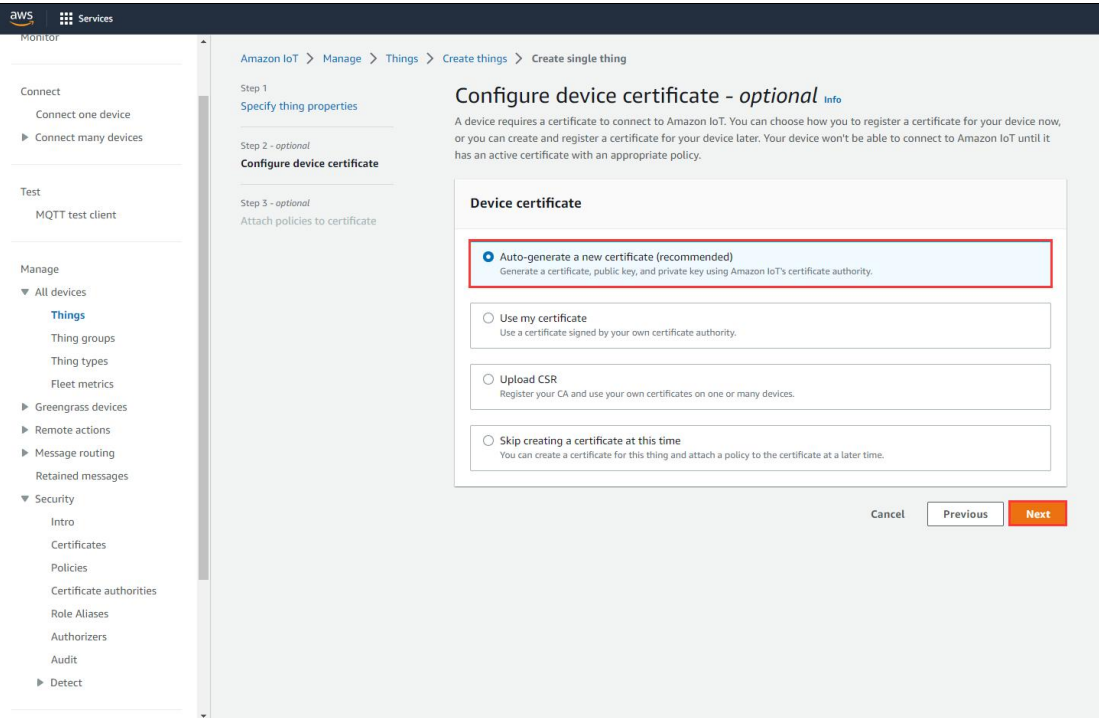 aws
Services
Monitor
Connect
Connect one device
Connect many devices
Test
MQTT test client
Manage
All devices
Things
Thing groups
Thing types
Fleet metrics
Greengrass devices
Remote actions
Message routing
Retained messages
Security
Intro
Certificates
Policies
Certificate authorities
Role Aliases
Authorizers
Audit
Detect
Amazon IoT > Manage > Things > Create things > Create single thing
Step 1
Specify thing properties
Step 2 - optional
Configure device certificate
Step 3 - optional
Attach policies to certificate
Configure device certificate - optional Info
A device requires a certificate to connect to Amazon IoT. You can choose how you to register a certificate for your device now,
or you can create and register a certificate for your device later. Your device won't be able to connect to Amazon IoT until it
has an active certificate with an appropriate policy.
Device certificate
Auto-generate a new certificate (recommended)
Generate a certificate, public key, and private key using Amazon IoT's certificate authority.
Use my certificate
Use a certificate signed by your own certificate authority.
Upload CSR
Register your CA and use your own certificates on one or many devices.
Skip creating a certificate at this time
You can create a certificate for this thing and attach a policy to the certificate at a later time.
Cancel
Previous
Next